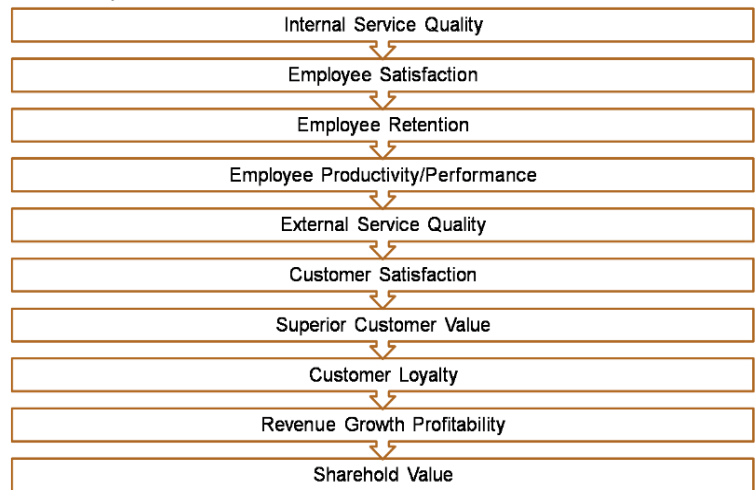 Internal Service Quality
Employee Satisfaction
Employee Retention
Employee Productivity/Performance
External Service Quality
Customer Satisfaction
Superior Customer Value
Customer Loyalty
Revenue Growth Profitability
Sharehold Value